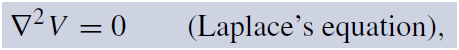 ∇²V = 0 (Laplace’s equation),